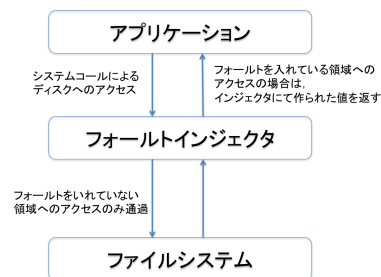 アプリケーション
システムコールによる
ディスクへのアクセス
フォールトを入れている領域への
アクセスの場合は,
インジェクタにて作られた値を返す
フォールトインジェクタ
フォールトをいれていない
領域へのアクセスのみ通過
ファイルシステム